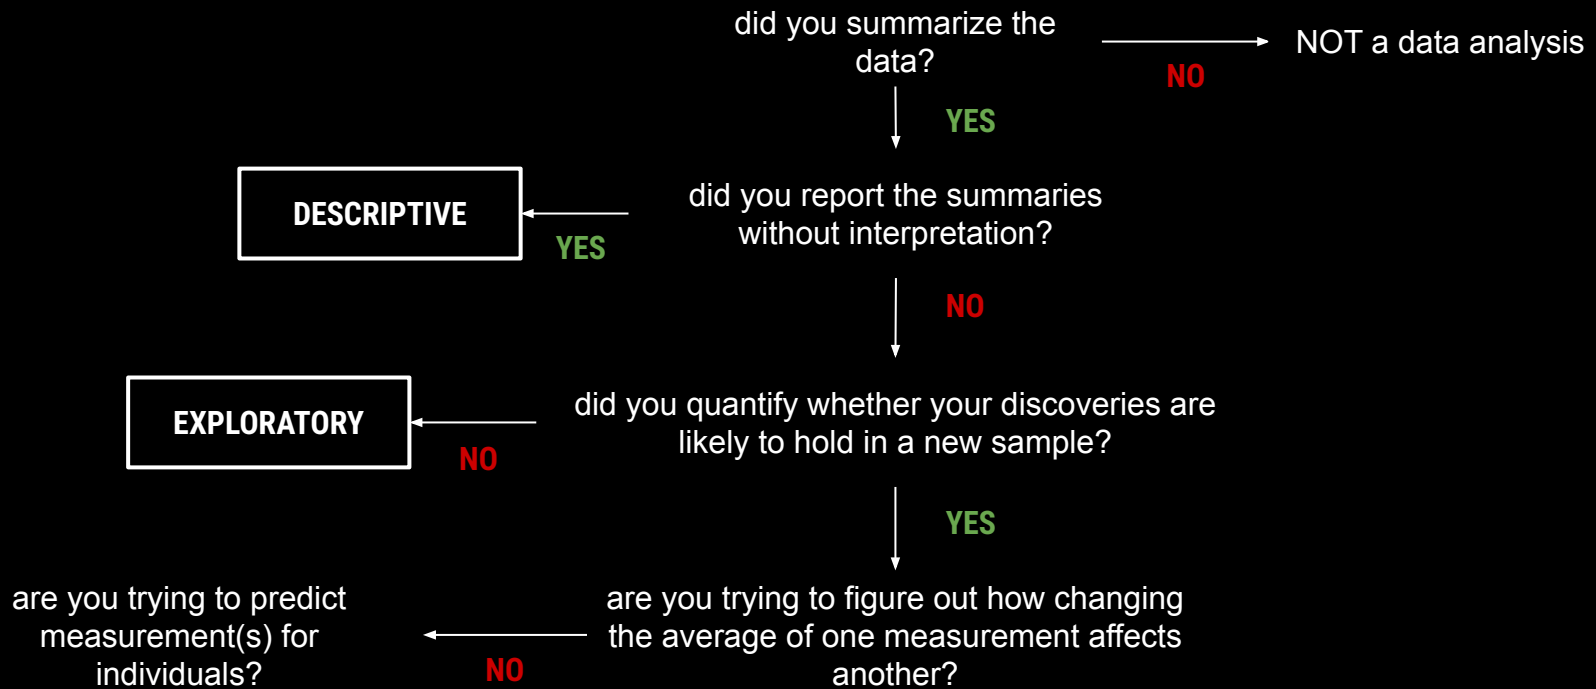 did you summarize the
data?
NO
NOT a data analysis
YES
DESCRIPTIVE
YES
did you report the summaries
without interpretation?
NO
EXPLORATORY
NO
did you quantify whether your discoveries are
likely to hold in a new sample?
YES
are you trying to predict
measurement(s) for
individuals?
NO
are you trying to figure out how changing
the average of one measurement affects
another?